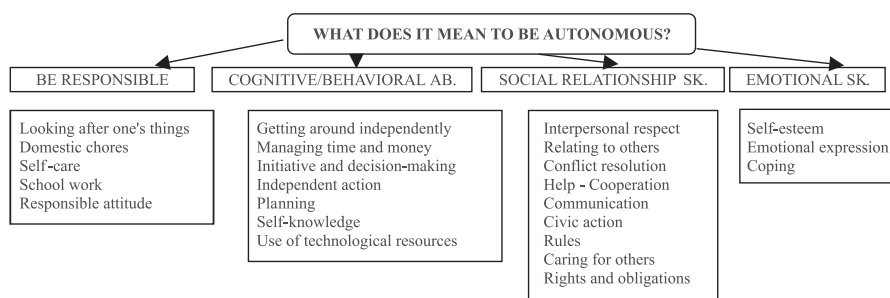 WHAT DOES IT MEAN TO BE AUTONOMOUS?
BE RESPONSIBLE
COGNITIVE/BEHAVIORAL AB.
SOCIAL RELATIONSHIP SK.
EMOTIONAL SK.
Looking after one's things
Domestic chores
Self-care
School work
Responsible attitude
Getting around independently
Managing time and money
Initiative and decision-making
Independent action
Planning
Self-knowledge
Use of technological resources
Interpersonal respect
Relating to others
Conflict resolution
Help - Cooperation
Communication
Civic action
Rules
Caring for others
Rights and obligations
Self-esteem
Emotional expression
Coping